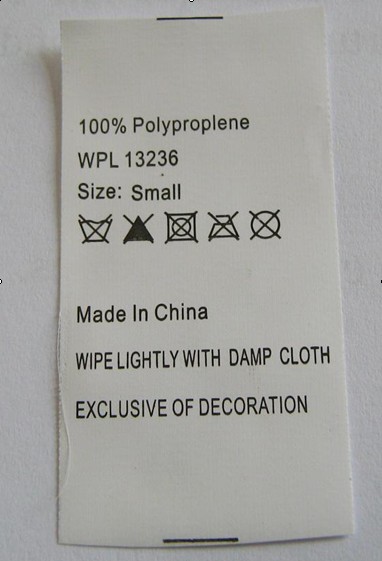 100% Polyproplene
WPL 13236
Size: Small
Made In China
WIPE LIGHTLY WITH DAMP CLOTH
EXCLUSIVE OF DECORATION